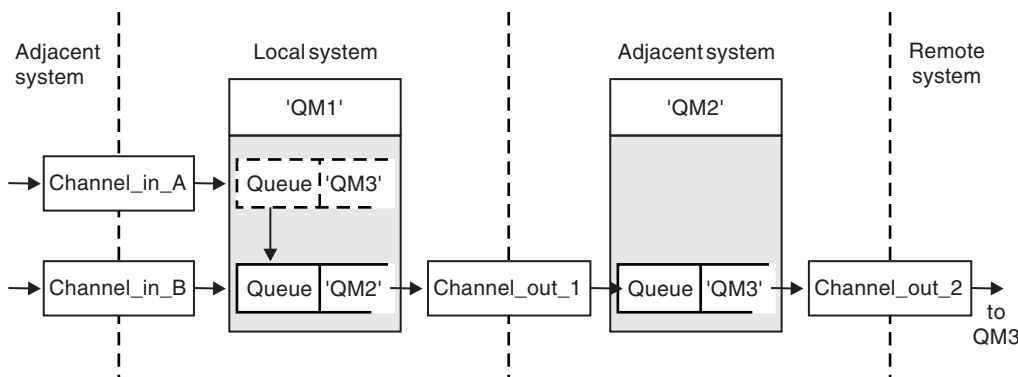 Adjacent
system
Local system
Adjacent system
Remote
system
'QM1'
'QM2'
Channel_in_A
Queue 'QM3'
Channel_in_B
Queue 'QM2'
Channel_out_1
Queue 'QM3'
Channel_out_2
to
QM3